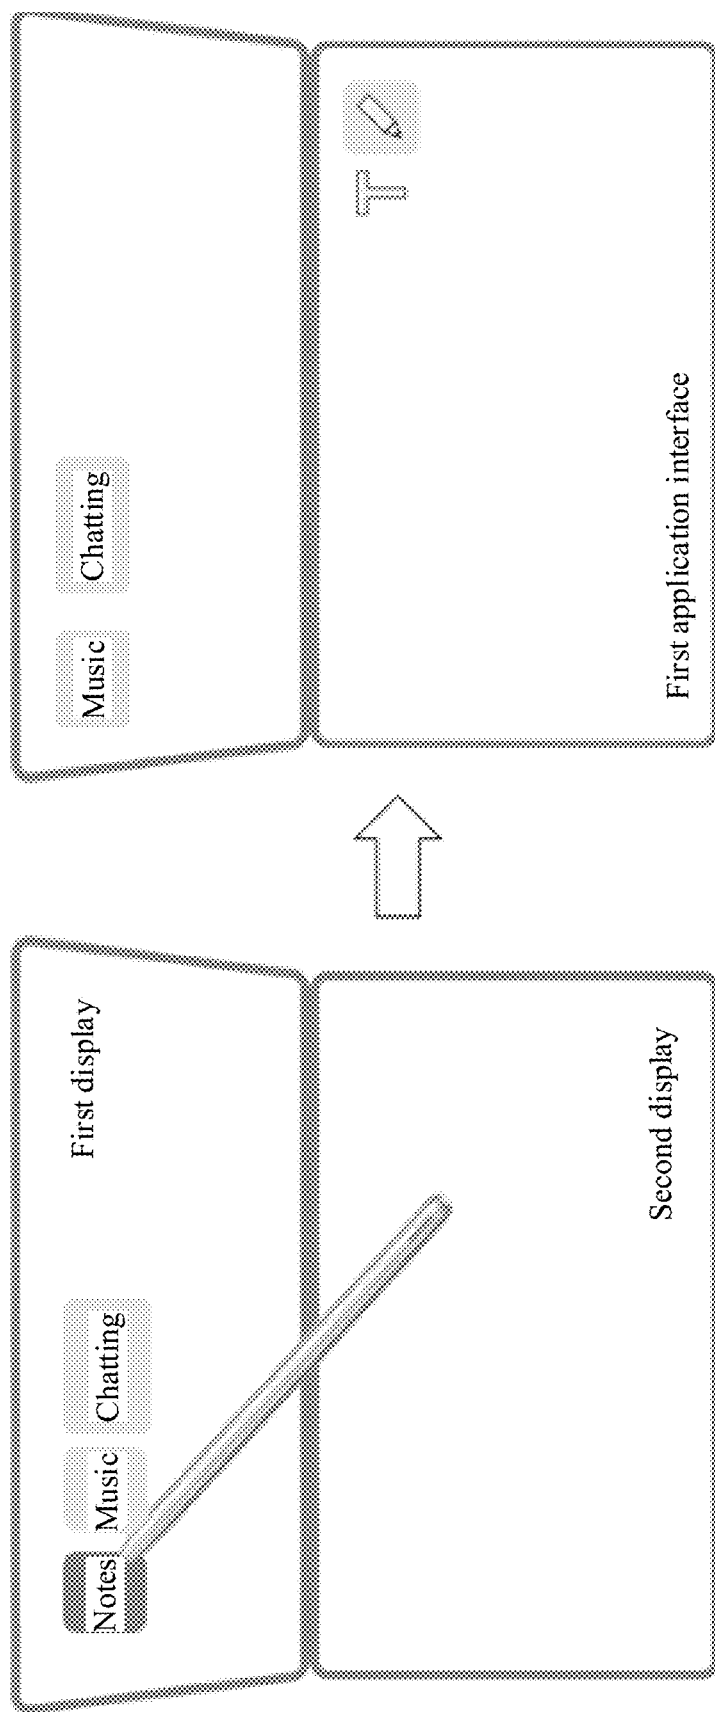 First display
Notes
Music
Chatting
Second display
Music
Chatting
T
First application interface